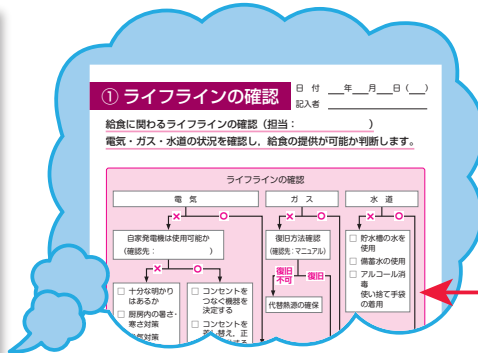 ① ライフラインの確認
日 付 __年__月__日（__）
記入者
給食に関わるライフラインの確認（担当：　　　　）
電気・ガス・水道の状況を確認し，給食の提供が可能か判断します。
ライフラインの確認
電 気
ガ ス
水 道
× ○
× ○
× ○
自家発電機は使用可能か
（確認先：　　　　）
復旧方法確認
（確認先：マニュアル）
□ 貯水槽の水を
使用
□ 備蓄水の使用
□ アルコール消
毒
使い捨て手袋
の着用
× ○
復旧
不可
復旧
代替熱源の確保
□ 十分な明かり
はあるか
□ 厨房内の暑さ・
寒さ対策
□ コンセントを
つなぐ機器を
決定する
□ コンセントを